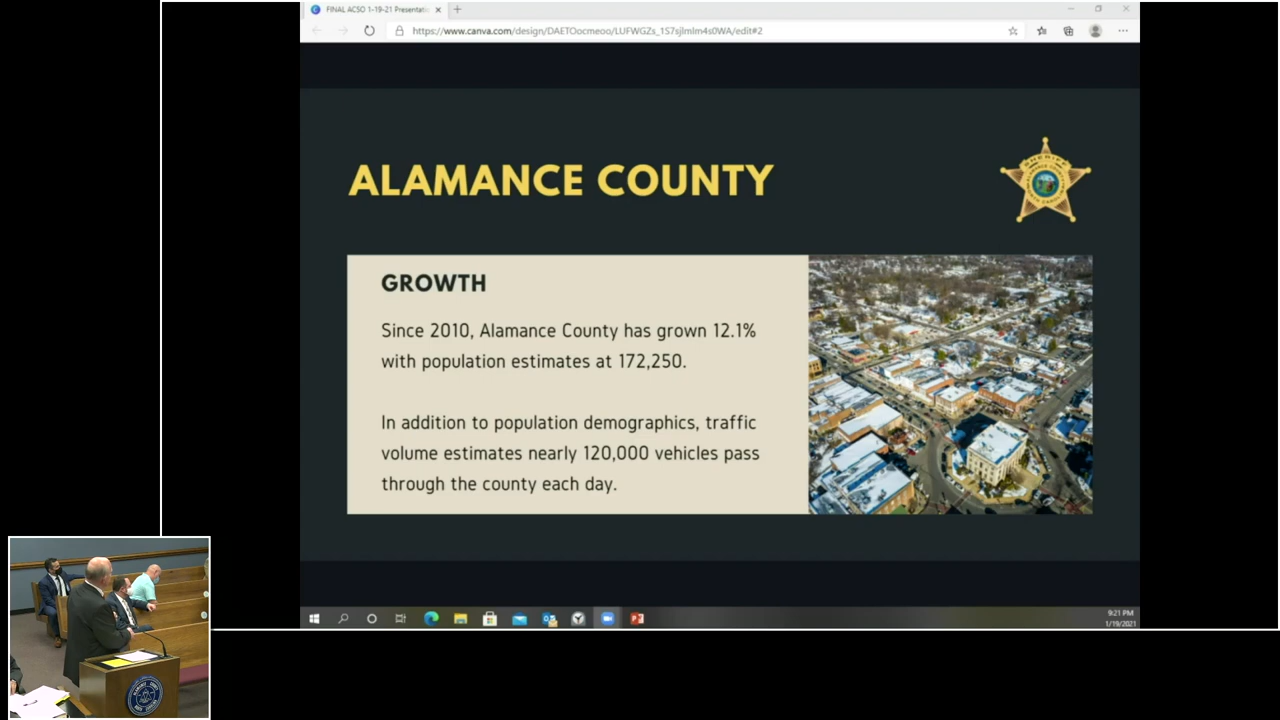 FINAL ACSO 1-19-21 Presentatio
https://www.canva.com/design/DAETOocmeoo/LUFWGZs_1S7sjlmlm4s0WA/edit#2
ALAMANCE COUNTY
SHERIFF
GROWTH
Since 2010, Alamance County has grown 12.1%
with population estimates at 172,250.
In addition to population demographics, traffic
volume estimates nearly 120,000 vehicles pass
through the county each day.
9:21 PM
1/19/2021